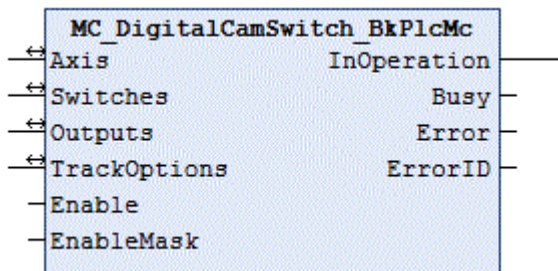 MC_DigitalCamSwitch_BkPlcMc
Axis InOperation
Switches Busy
Outputs Error
TrackOptions ErrorID
Enable
EnableMask